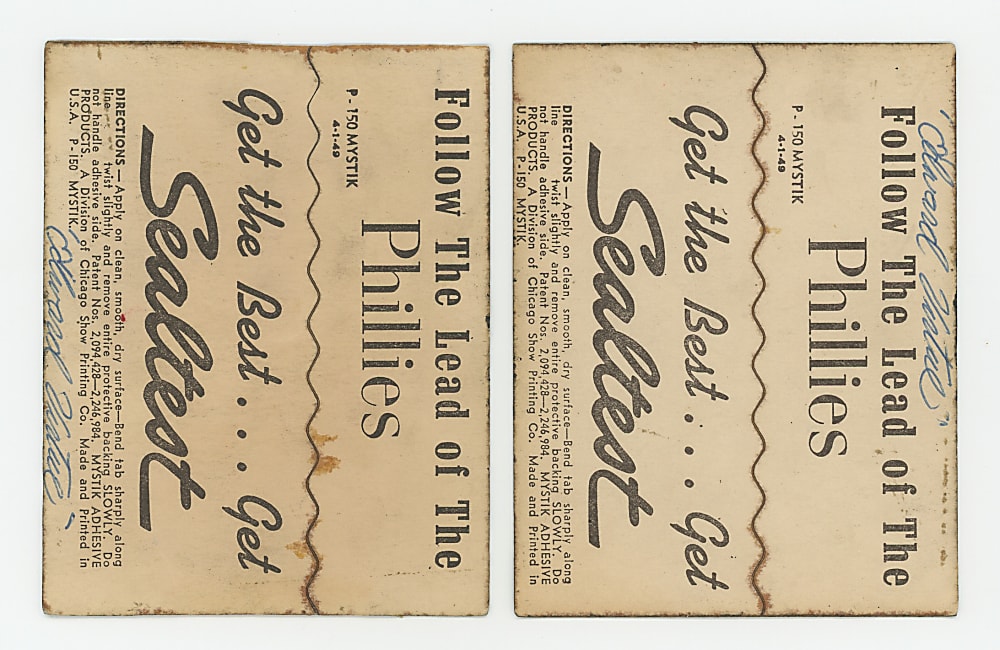 Follow The Lead of The
Phillies
P-150 MYSTIK
4-1-49
Get the Best . . . Get
Sealtest
DIRECTIONS—Apply on clean, smooth, dry surface—Bend tab sharply along
line twist slightly and remove entire protective backing SLOWLY. Do
not handle adhesive side. Patent Nos. 2,094,428—2,246,984. MYSTIK ADHESIVE
PRODUCTS A Division of Chicago Show Printing Co. Made and Printed in
U.S.A. P-150 MYSTIK.
Follow The Lead of The
Phillies
P-150 MYSTIK
4-1-49
Get the Best . . . Get
Sealtest
DIRECTIONS—Apply on clean, smooth, dry surface—Bend tab sharply along
line twist slightly and remove entire protective backing SLOWLY. Do
not handle adhesive side. Patent Nos. 2,094,428—2,246,984. MYSTIK ADHESIVE
PRODUCTS. A Division of Chicago Show Printing Co. Made and Printed in
U.S.A. P-150 MYSTIK.